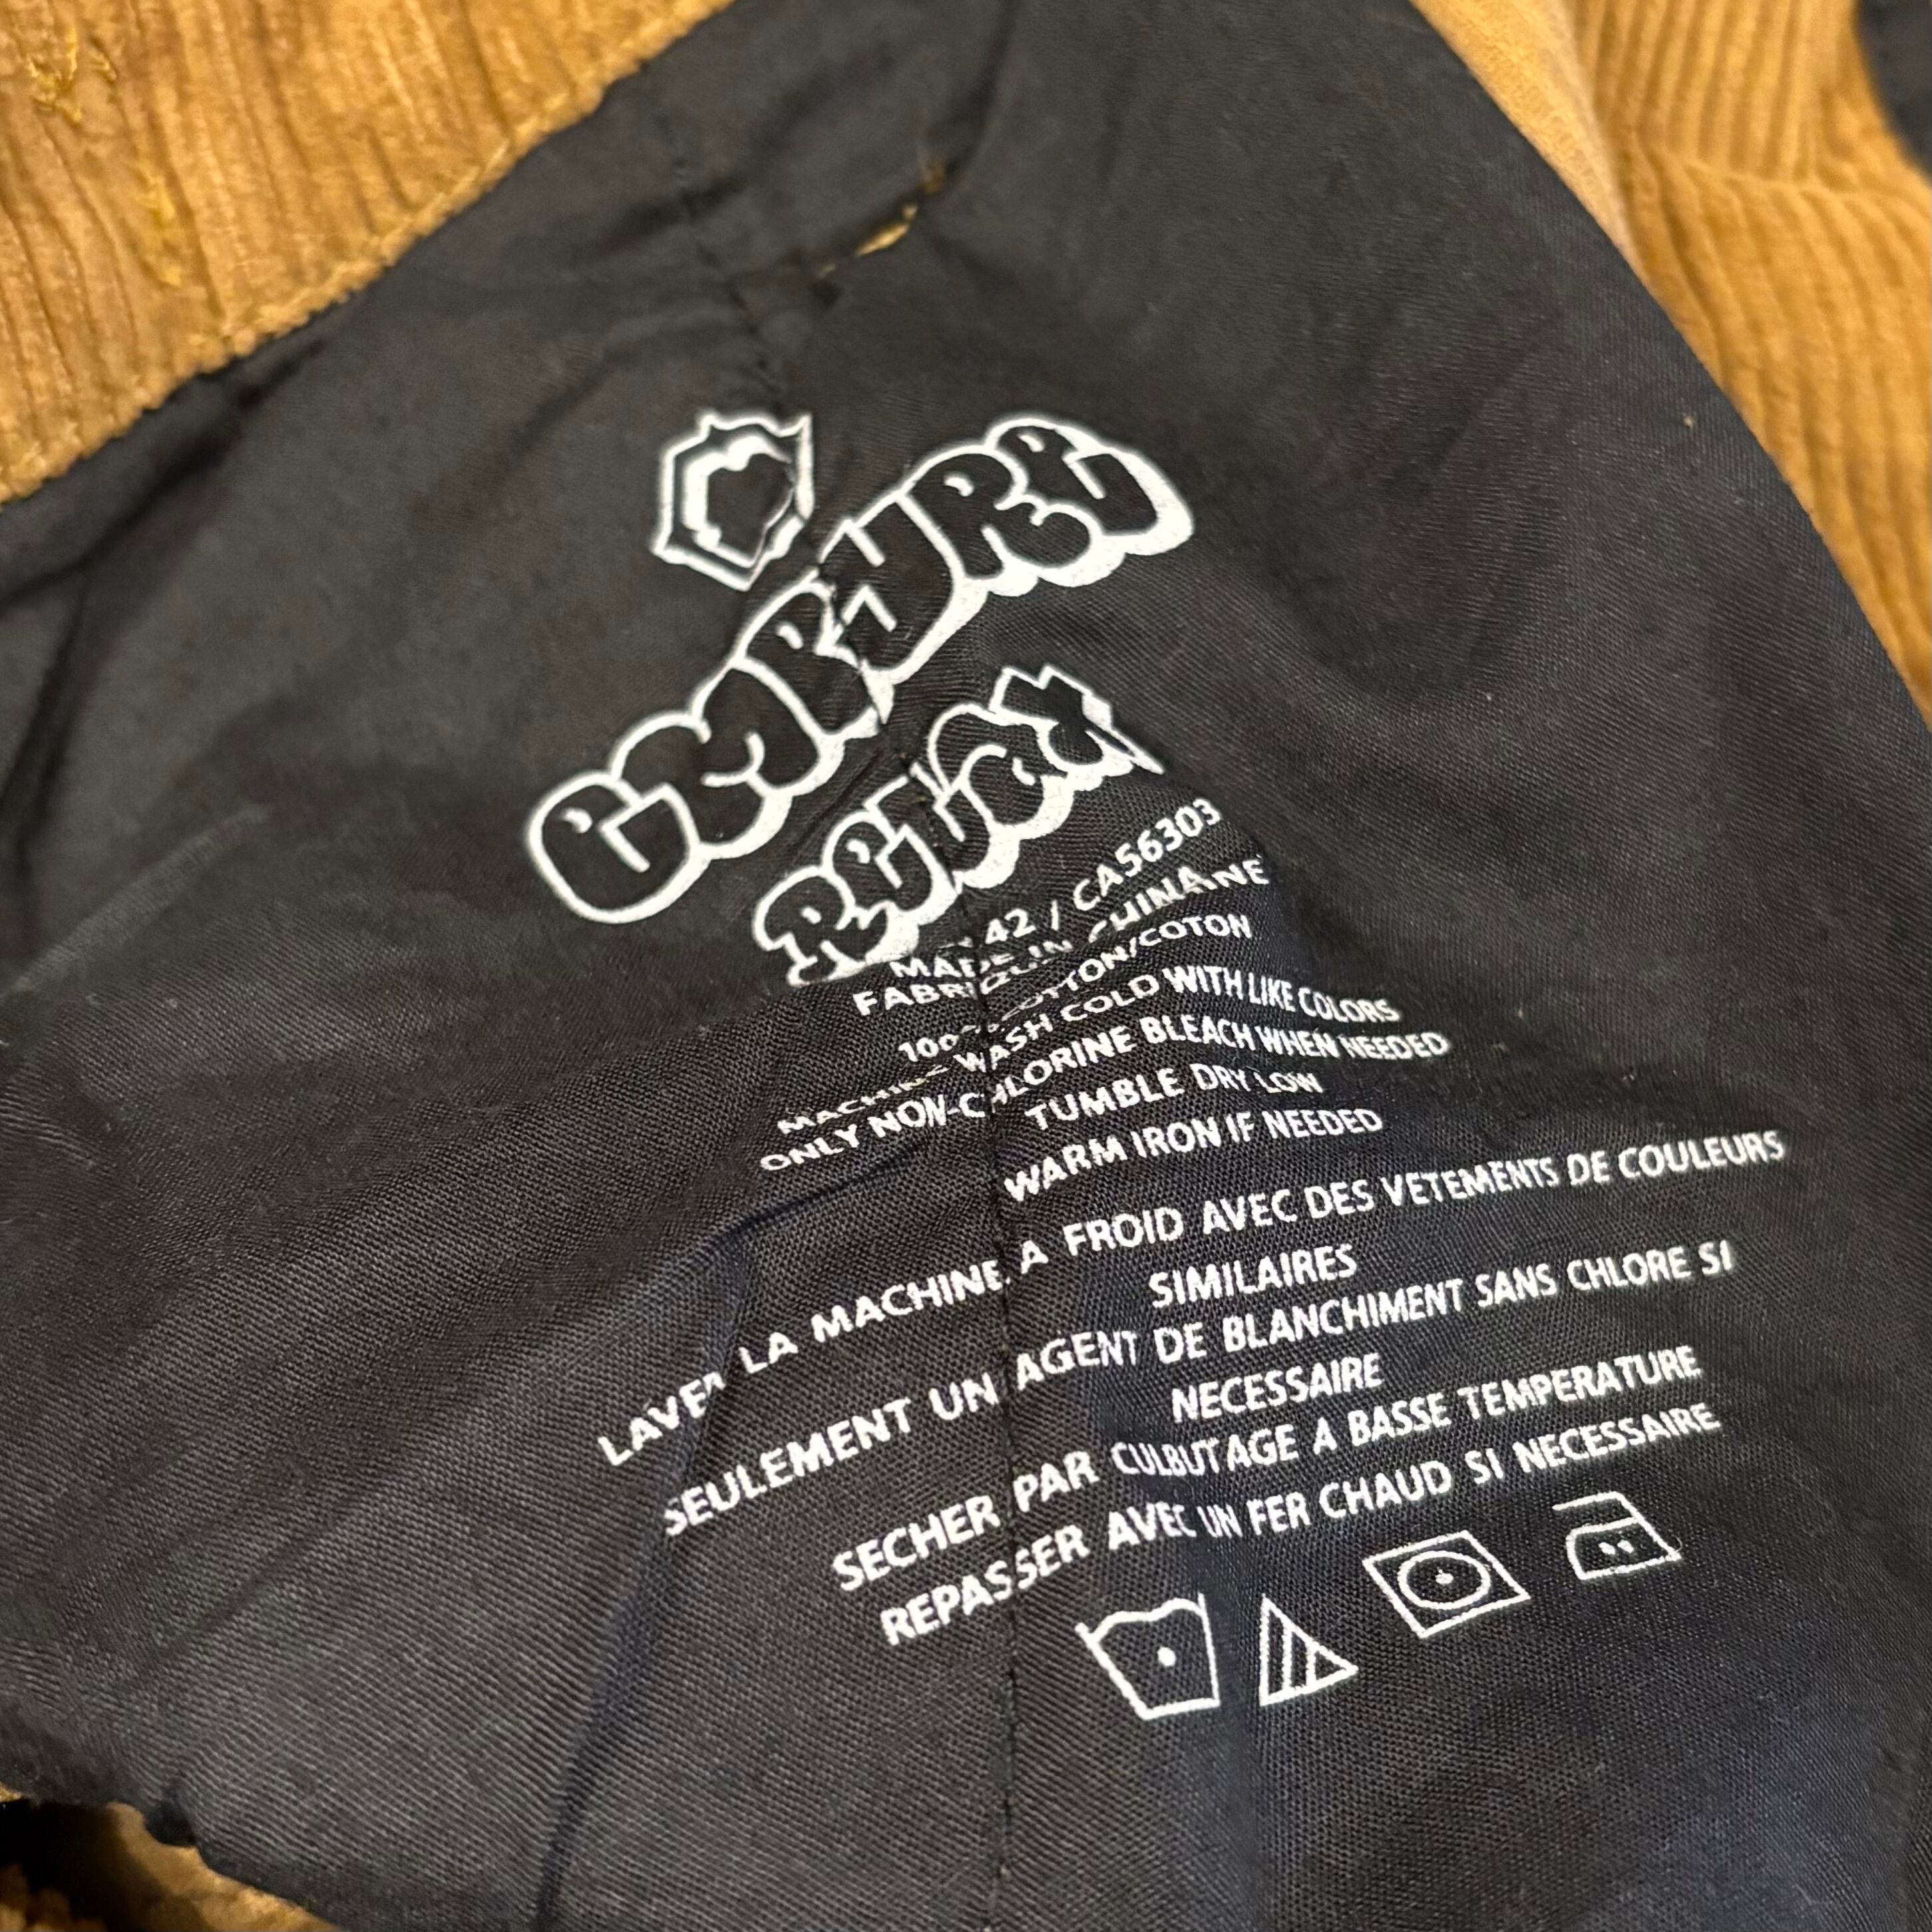 EMPYRE
RELAX
42 / CA56303
MADE IN CHINA
100% COTTON/COTON
MACHINE WASH COLD WITH LIKE COLORS
ONLY NON-CHLORINE BLEACH WHEN NEEDED
TUMBLE DRY LOW
WARM IRON IF NEEDED
LAVER LA MACHINE A FROID AVEC DES VETEMENTS DE COULEURS
SIMILAIRES
SEULEMENT UN AGENT DE BLANCHIMENT SANS CHLORE SI
NECESSAIRE
SECHER PAR CULBUTAGE A BASSE TEMPERATURE
REPASSER AVEC UN FER CHAUD SI NECESSAIRE